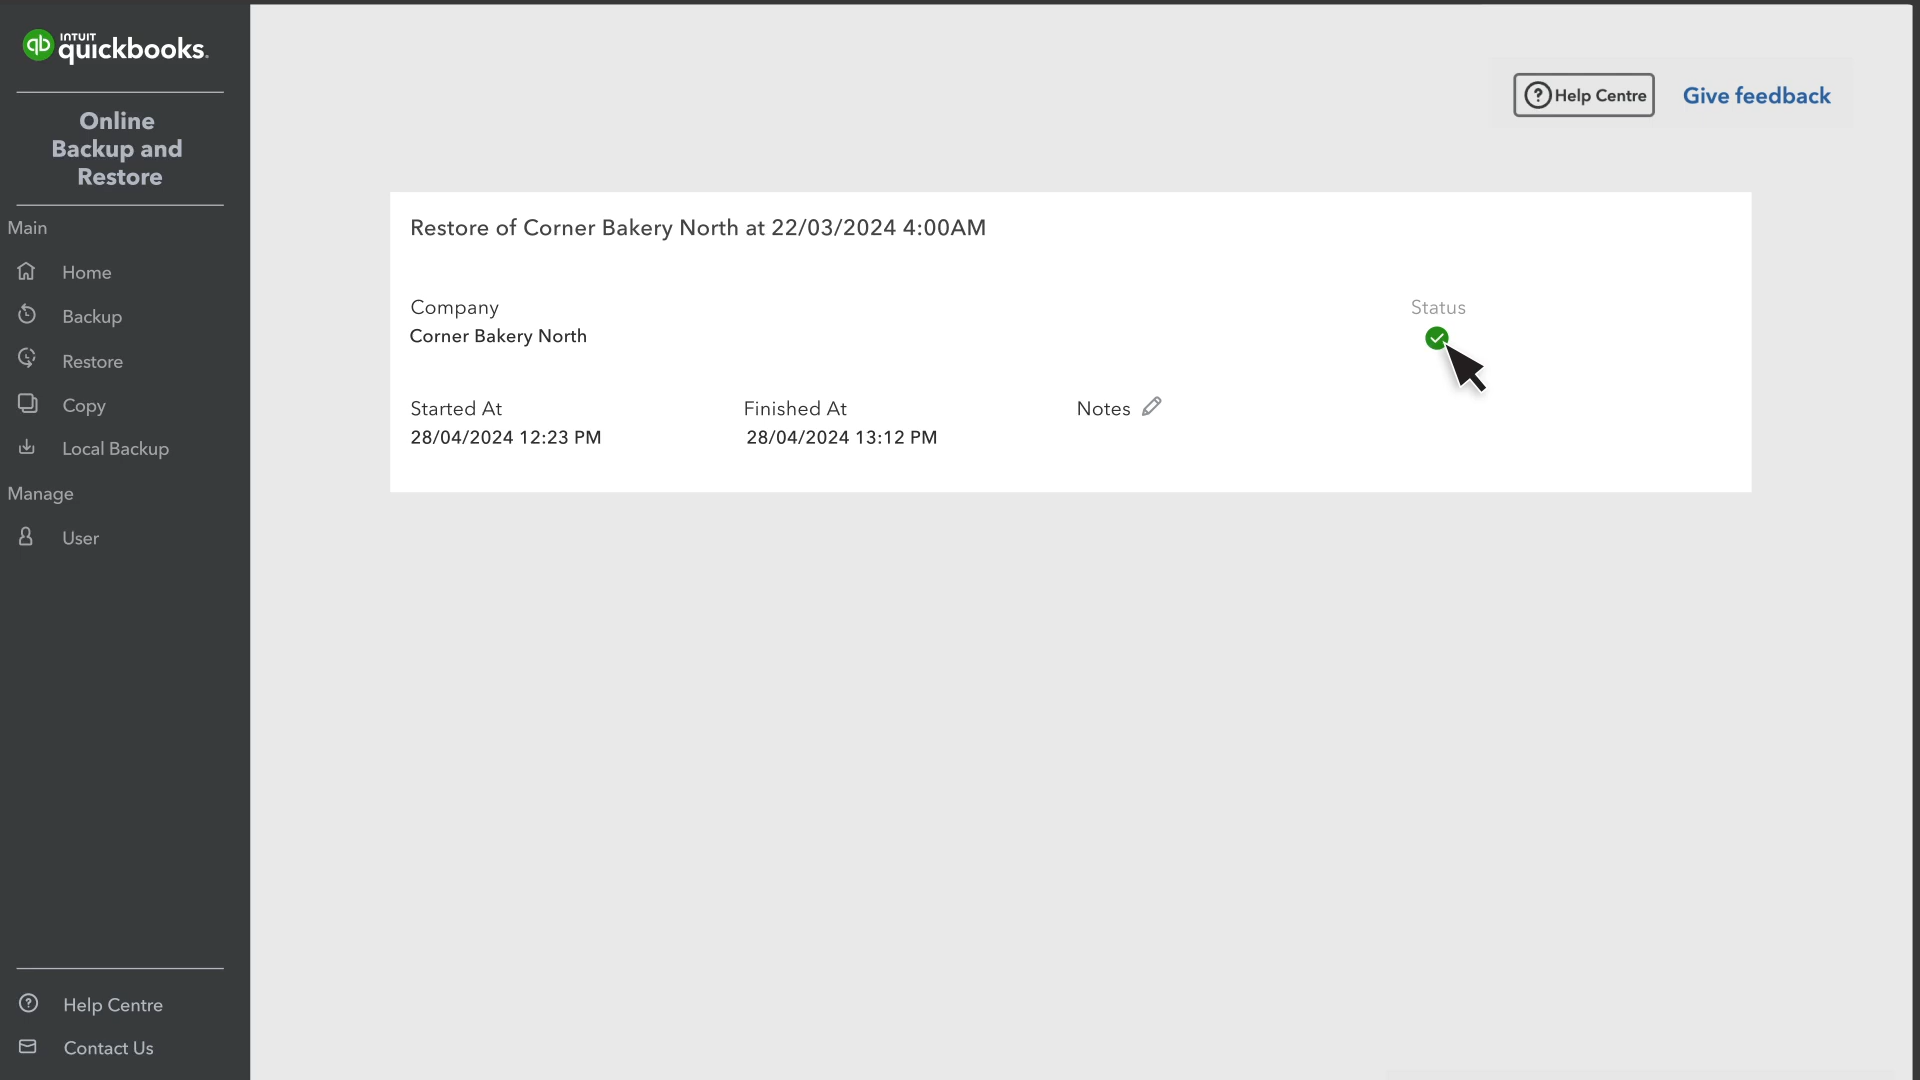 INTUIT
quickbooks.
Online
Backup and
Restore
Main
Home
Backup
Restore
Copy
Local Backup
Manage
User
Help Centre
Contact Us
Help Centre
Give feedback
Restore of Corner Bakery North at 22/03/2024 4:00AM
Company
Corner Bakery North
Status
Started At
28/04/2024 12:23 PM
Finished At
28/04/2024 13:12 PM
Notes